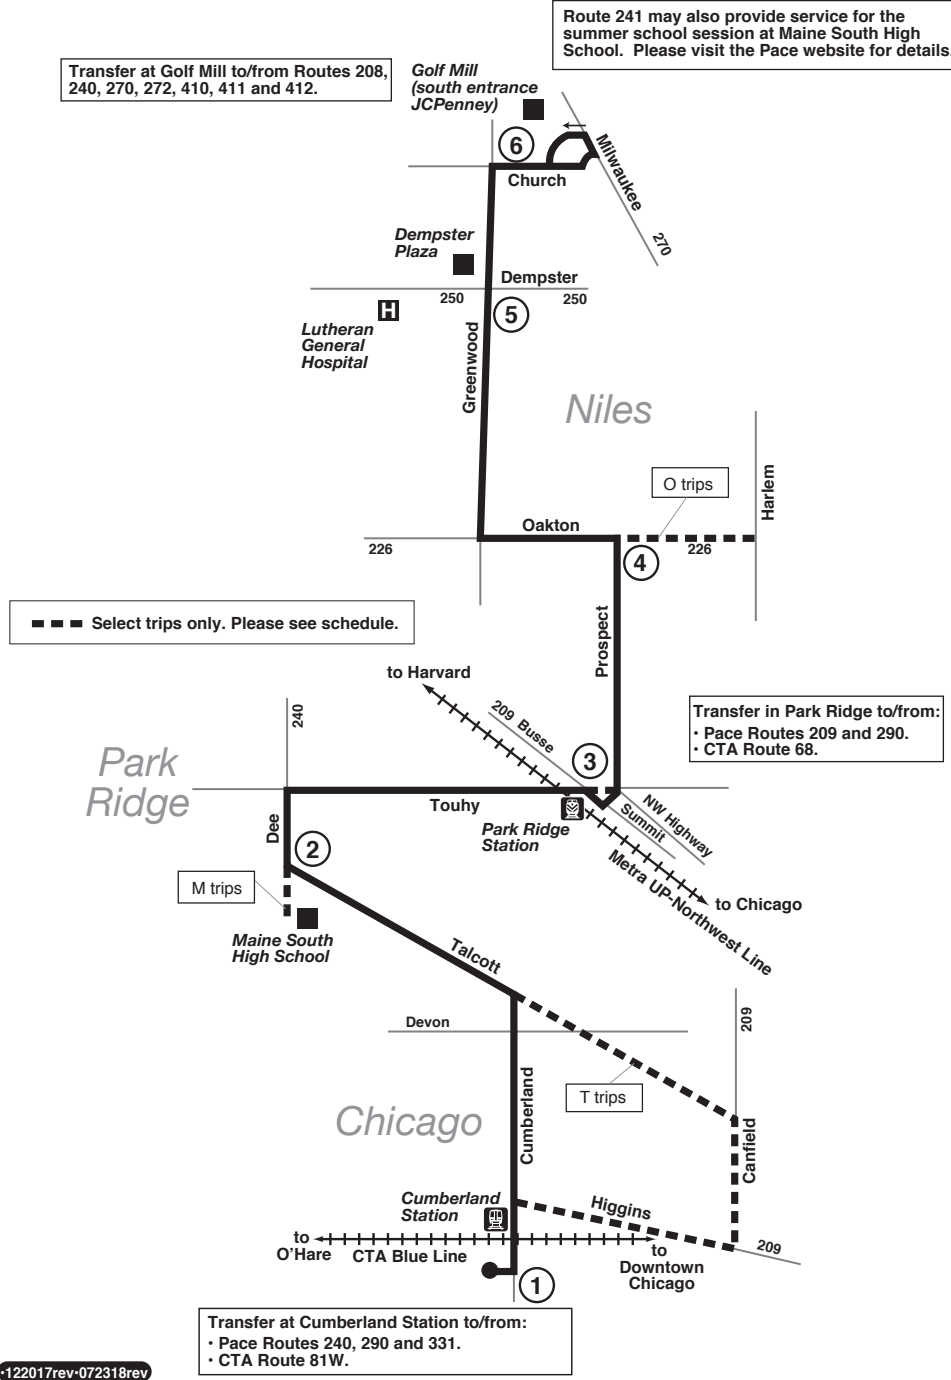 Route 241 may also provide service for the
summer school session at Maine South High
School.  Please visit the Pace website for details.
Transfer at Golf Mill to/from Routes 208,
240, 270, 272, 410, 411 and 412.
Golf Mill
(south entrance
JCPenney)
6
Church
Milwaukee
270
Dempster
Plaza
Dempster
250
250
H
5
Lutheran
General
Hospital
Greenwood
Niles
O trips
Harlem
Oakton
226
226
4
Select trips only. Please see schedule.
Prospect
to Harvard
240
209 Busse
Transfer in Park Ridge to/from:
• Pace Routes 209 and 290.
• CTA Route 68.
3
Park
Ridge
Touhy
Park Ridge
Station
Summit
NW Highway
Dee
2
Metra UP-Northwest Line
to Chicago
M trips
Maine South
High School
Talcott
Devon
209
T trips
Cumberland
Chicago
Canfield
Cumberland
Station
Higgins
to
O'Hare
CTA Blue Line
to
Downtown
Chicago
209
1
Transfer at Cumberland Station to/from:
• Pace Routes 240, 290 and 331.
• CTA Route 81W.
•122017rev•072318rev